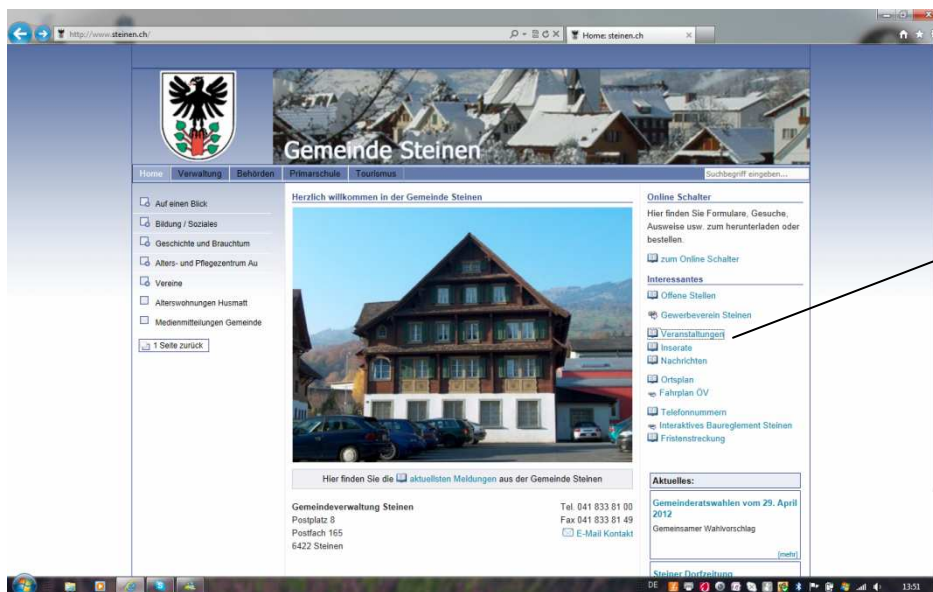 http://www.steinen.ch/
Home: steinen.ch
Gemeinde Steinen
Home Verwaltung Behörden Primarschule Tourismus
Suchbegriff eingeben...
Auf einen Blick
Bildung / Soziales
Geschichte und Brauchtum
Alters- und Pflegezentrum Au
Vereine
Alterswohnungen Husmatt
Medienmitteilungen Gemeinde
1 Seite zurück
Herzlich willkommen in der Gemeinde Steinen
Hier finden Sie die aktuellsten Meldungen aus der Gemeinde Steinen
Gemeindeverwaltung Steinen
Postplatz 8
Postfach 165
6422 Steinen
Tel. 041 833 81 00
Fax 041 833 81 49
E-Mail Kontakt
Online Schalter
Hier finden Sie Formulare, Gesuche,
Ausweise usw. zum herunterladen oder
bestellen.
zum Online Schalter
Interessantes
Offene Stellen
Gewerbeverein Steinen
Veranstaltungen
Inserate
Nachrichten
Ortsplan
Fahrplan ÖV
Telefonnummern
Interaktives Baureglement Steinen
Fristenstreckung
Aktuelles:
Gemeinderatswahlen vom 29. April
2012
Gemeinsamer Wahlvorschlag
[mehr]
Steiner Dorfzeitung
DE
13:51